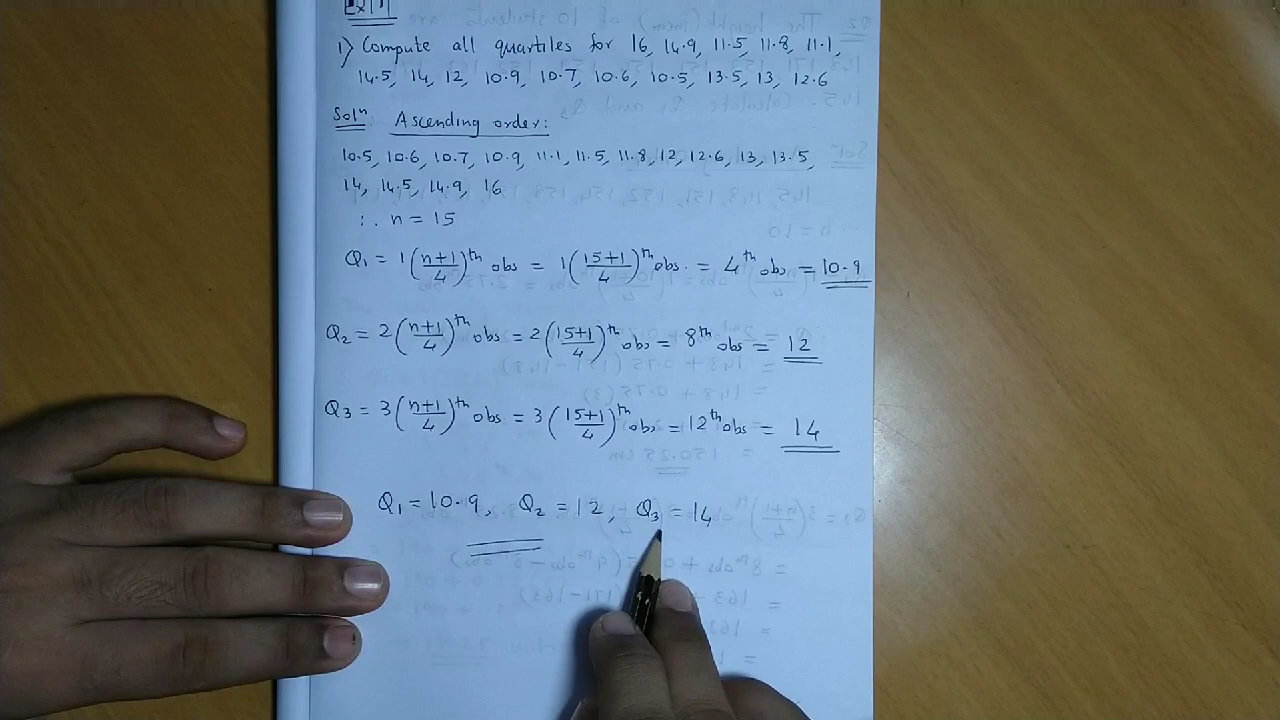 1) Compute all quartiles for 16, 14.9, 11.5, 11.8, 11.1,
14.5, 14, 12, 10.9, 10.7, 10.6, 10.5, 13.5, 13, 12.6
Solⁿ: Ascending order:
10.5, 10.6, 10.7, 10.9, 11.1, 11.5, 11.8, 12, 12.6, 13, 13.5,
14, 14.5, 14.9, 16
∴ n = 15
Q₁ = 1((n+1)/4)ᵗʰ obs = 1((15+1)/4)ᵗʰ obs. = 4ᵗʰ obs = 10.9
Q₂ = 2((n+1)/4)ᵗʰ obs = 2((15+1)/4)ᵗʰ obs = 8ᵗʰ obs = 12
Q₃ = 3((n+1)/4)ᵗʰ obs = 3((15+1)/4)ᵗʰ obs = 12ᵗʰ obs = 14
Q₁ = 10.9, Q₂ = 12, Q₃ = 14